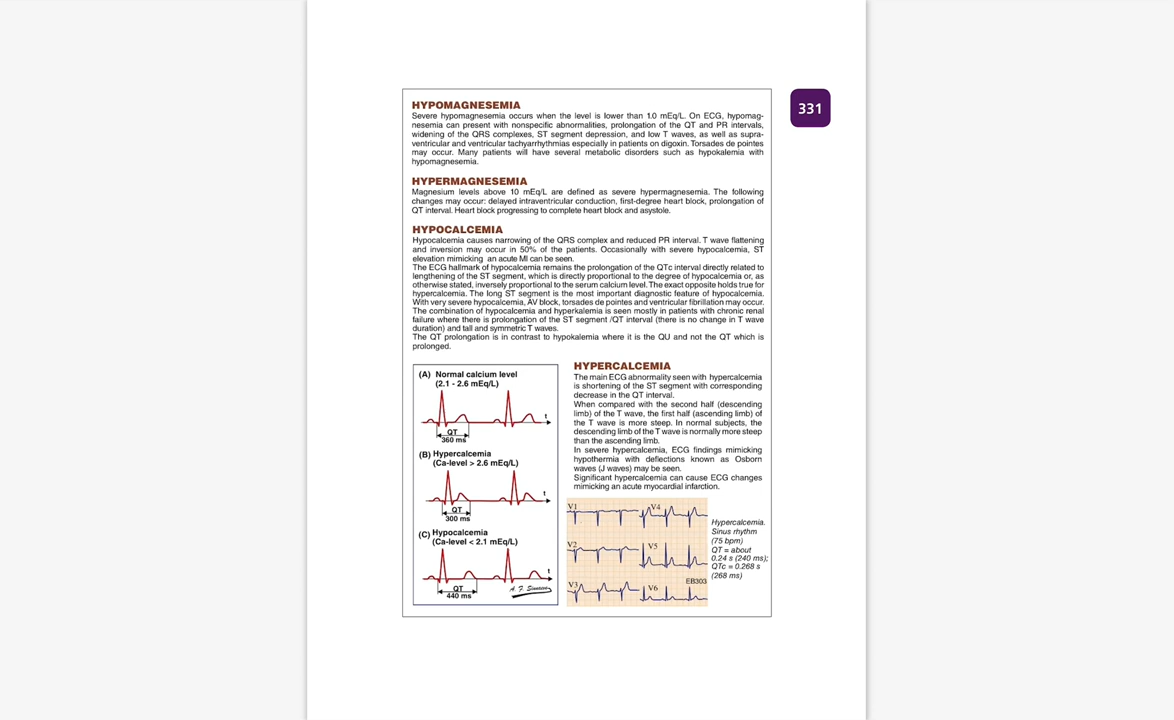 331
HYPOMAGNESEMIA
Severe hypomagnesemia occurs when the level is lower than 1.0 mEq/L. On ECG, hypomag-
nesemia can present with nonspecific abnormalities, prolongation of the QT and PR intervals,
widening of the QRS complexes, ST segment depression, and low T waves, as well as supra-
ventricular and ventricular tachyarrhythmias especially in patients on digoxin. Torsades de pointes
may occur. Many patients will have several metabolic disorders such as hypokalemia with
hypomagnesemia.
HYPERMAGNESEMIA
Magnesium levels above 10 mEq/L are defined as severe hypermagnesemia. The following
changes may occur: delayed intraventricular conduction, first-degree heart block, prolongation of
QT interval. Heart block progressing to complete heart block and asystole.
HYPOCALCEMIA
Hypocalcemia causes narrowing of the QRS complex and reduced PR interval. T wave flattening
and inversion may occur in 50% of the patients. Occasionally with severe hypocalcemia, ST
elevation mimicking an acute MI can be seen.
The ECG hallmark of hypocalcemia remains the prolongation of the QTc interval directly related to
lengthening of the ST segment, which is directly proportional to the degree of hypocalcemia or, as
otherwise stated, inversely proportional to the serum calcium level. The exact opposite holds true for
hypercalcemia. The long ST segment is the most important diagnostic feature of hypocalcemia.
With very severe hypocalcemia, AV block, torsades de pointes and ventricular fibrillation may occur.
The combination of hypocalcemia and hyperkalemia is seen mostly in patients with chronic renal
failure where there is prolongation of the ST segment /QT interval (there is no change in T wave
duration) and tall and symmetric T waves.
The QT prolongation is in contrast to hypokalemia where it is the QU and not the QT which is
prolonged.
(A) Normal calcium level
(2.1 - 2.6 mEq/L)
t
QT
360 ms
(B) Hypercalcemia
(Ca-level > 2.6 mEq/L)
t
QT
300 ms
(C) Hypocalcemia
(Ca-level < 2.1 mEq/L)
t
QT
440 ms
HYPERCALCEMIA
The main ECG abnormality seen with hypercalcemia
is shortening of the ST segment with corresponding
decrease in the QT interval.
When compared with the second half (descending
limb) of the T wave, the first half (ascending limb) of
the T wave is more steep. In normal subjects, the
descending limb of the T wave is normally more steep
than the ascending limb.
In severe hypercalcemia, ECG findings mimicking
hypothermia with deflections known as Osborn
waves (J waves) may be seen.
Significant hypercalcemia can cause ECG changes
mimicking an acute myocardial infarction.
V1
V4
V2
V5
V3
V6
EB303
Hypercalcemia.
Sinus rhythm
(75 bpm)
QT = about
0.24 s (240 ms);
QTc = 0.268 s
(268 ms)